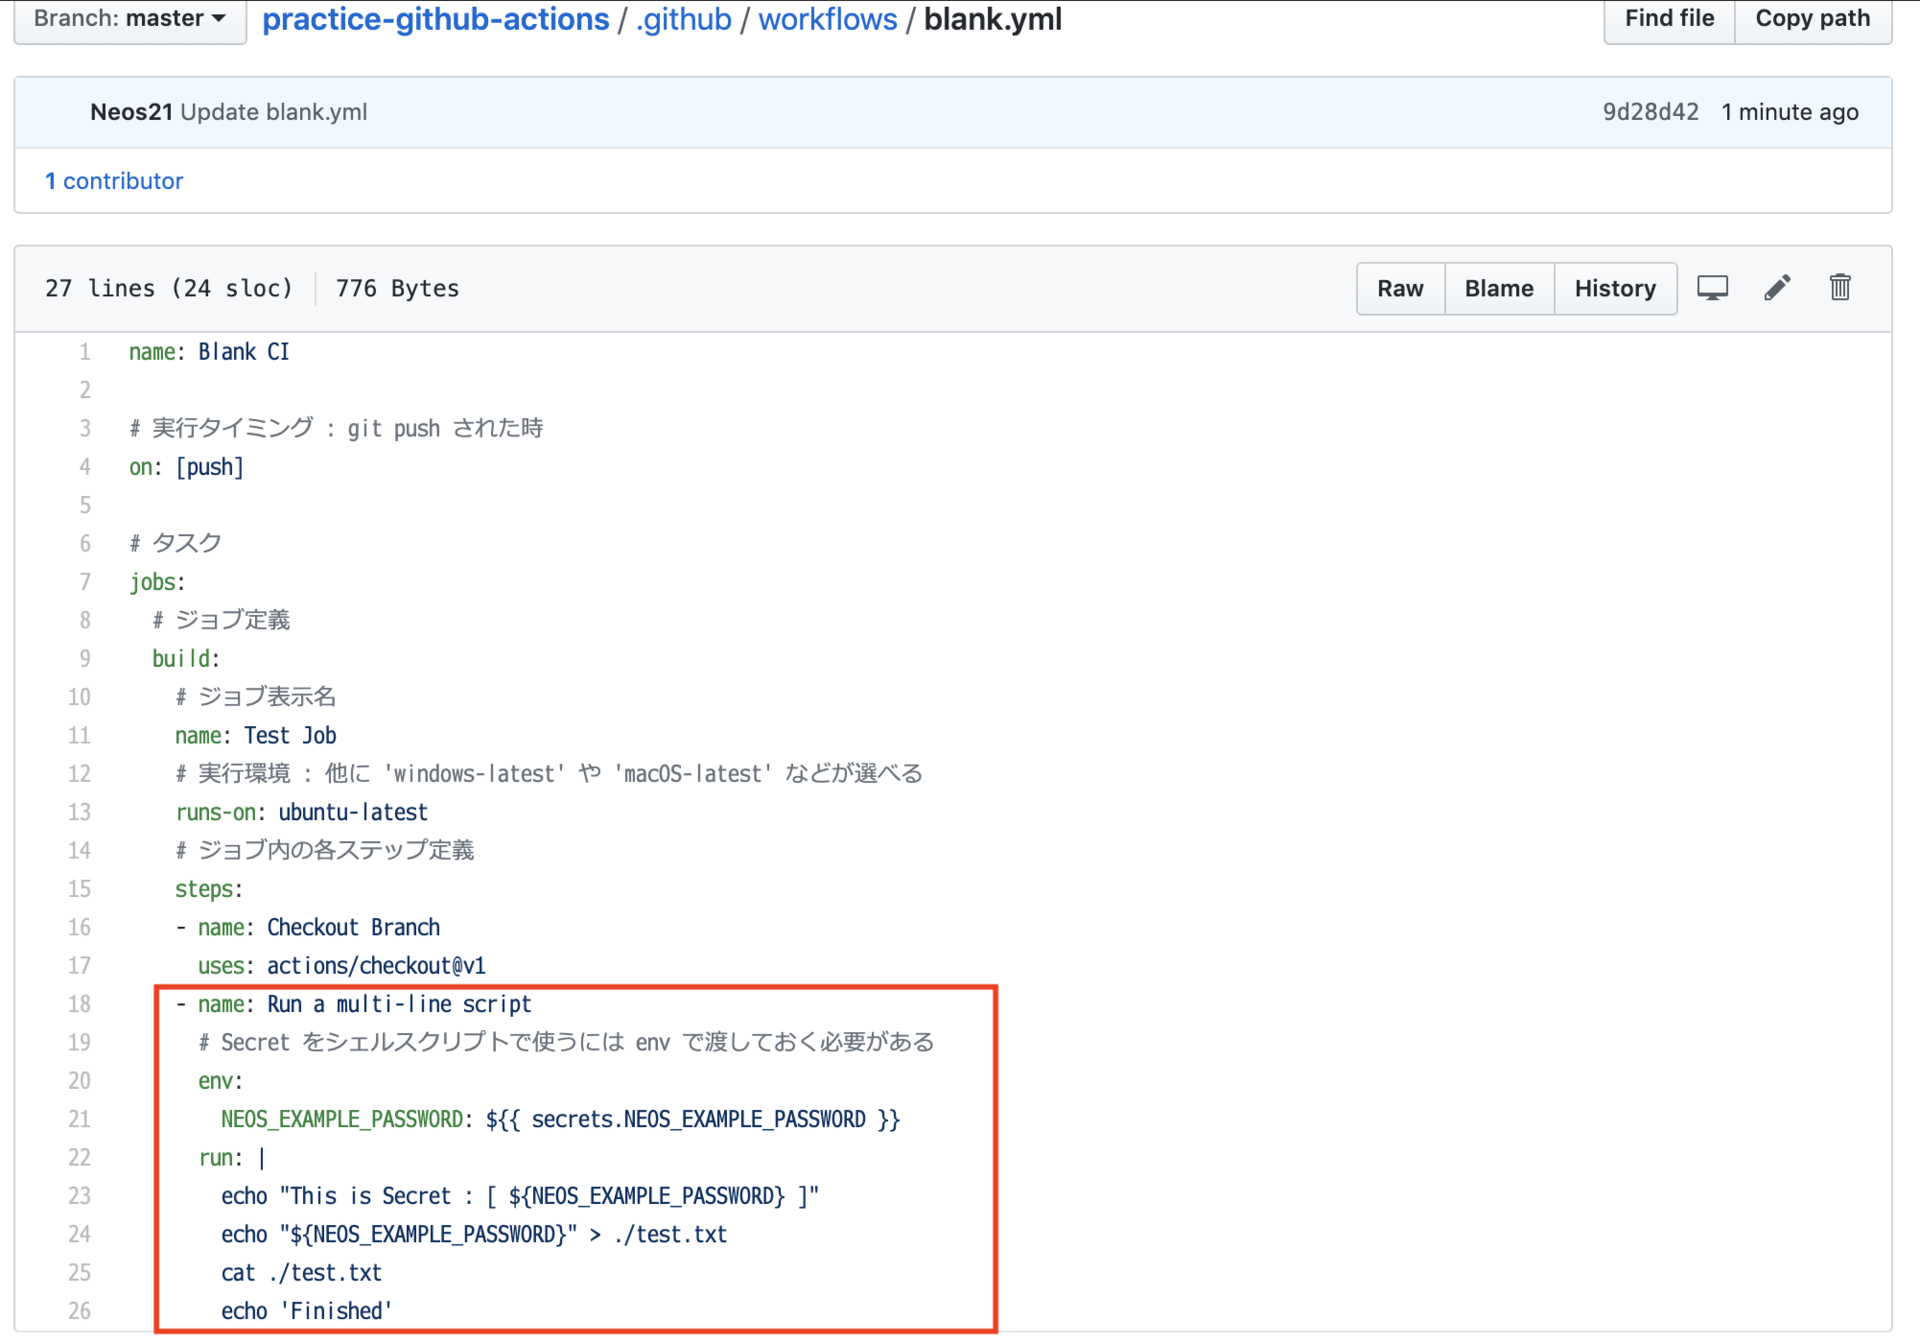 Branch: master
practice-github-actions / .github / workflows / blank.yml
Find file
Copy path
Neos21 Update blank.yml
9d28d42 1 minute ago
1 contributor
27 lines (24 sloc) 776 Bytes
Raw
Blame
History
1 name: Blank CI
2
3 # 実行タイミング : git push された時
4 on: [push]
5
6 # タスク
7 jobs:
8 # ジョブ定義
9 build:
10 # ジョブ表示名
11 name: Test Job
12 # 実行環境 : 他に 'windows-latest' や 'macOS-latest' などが選べる
13 runs-on: ubuntu-latest
14 # ジョブ内の各ステップ定義
15 steps:
16 - name: Checkout Branch
17 uses: actions/checkout@v1
18 - name: Run a multi-line script
19 # Secret をシェルスクリプトで使うには env で渡しておく必要がある
20 env:
21 NEOS_EXAMPLE_PASSWORD: ${{ secrets.NEOS_EXAMPLE_PASSWORD }}
22 run: |
23 echo "This is Secret : [ ${NEOS_EXAMPLE_PASSWORD} ]"
24 echo "${NEOS_EXAMPLE_PASSWORD}" > ./test.txt
25 cat ./test.txt
26 echo 'Finished'